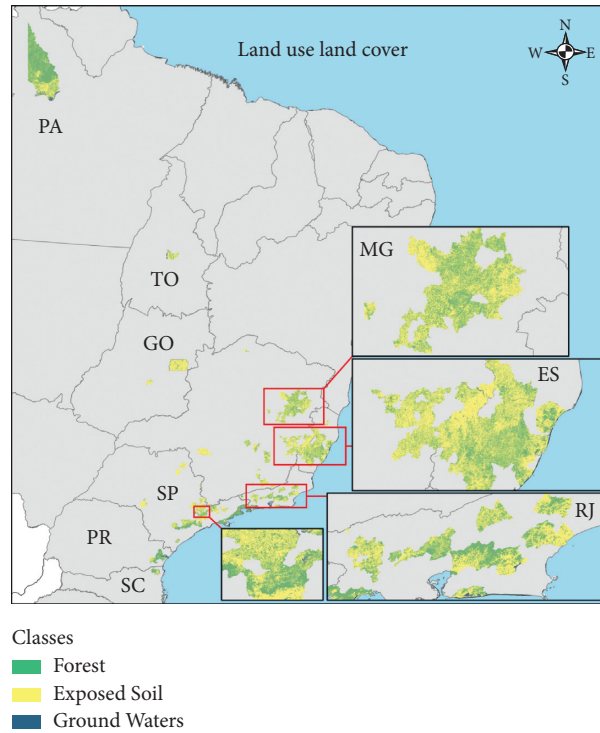 Land use land cover
N
W E
S
PA
TO
GO
MG
ES
SP
RJ
PR
SC
Classes
Forest
Exposed Soil
Ground Waters